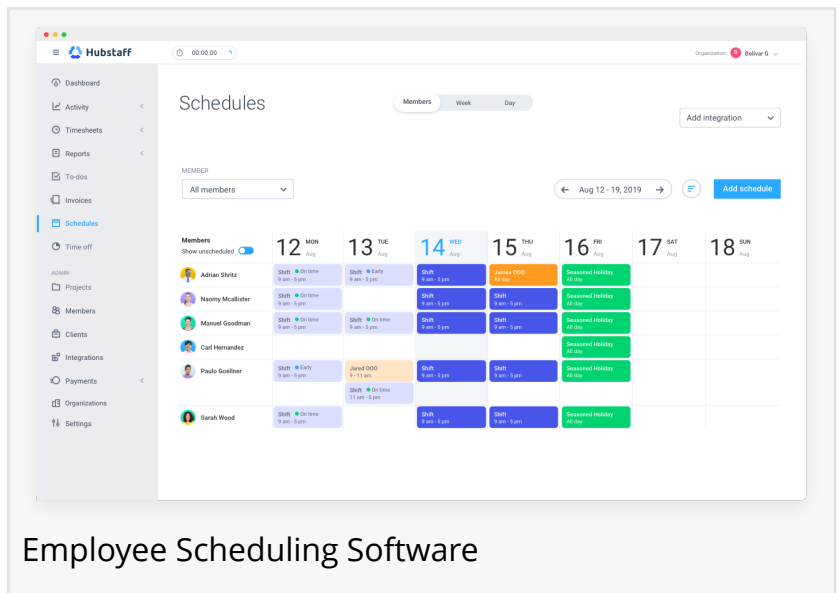 Hubstaff
00:00:00
Organization: B Bolivar G
Dashboard
Activity
Timesheets
Reports
To-dos
Invoices
Schedules
Time off
ADMIN
Projects
Members
Clients
Integrations
Payments
Organizations
Settings
Schedules
Members Week Day
Add integration
MEMBER
All members
Aug 12 - 19, 2019
Add schedule
Members
Show unscheduled
12 MON Aug
13 TUE Aug
14 WED Aug
15 THU Aug
16 FRI Aug
17 SAT Aug
18 SUN Aug
Adrian Shritz
Shift On time
9 am - 5 pm
Shift Early
9 am - 5 pm
Shift
9 am - 5 pm
James OOO
All day
Seasoned Holiday
All day
Naomy Mcallister
Shift On time
9 am - 5 pm
Shift
9 am - 5 pm
Shift
9 am - 5 pm
Seasoned Holiday
All day
Manuel Goodman
Shift On time
9 am - 5 pm
Shift On time
9 am - 5 pm
Shift
9 am - 5 pm
Shift
9 am - 5 pm
Seasoned Holiday
All day
Carl Hernandez
Seasoned Holiday
All day
Paulo Goellner
Shift Early
9 am - 5 pm
Jared OOO
9 - 11 am
Shift On time
11 am - 5 pm
Shift
9 am - 5 pm
Shift
9 am - 5 pm
Seasoned Holiday
All day
Sarah Wood
Shift On time
9 am - 5 pm
Shift
9 am - 5 pm
Shift
9 am - 5 pm
Seasoned Holiday
All day
Employee Scheduling Software